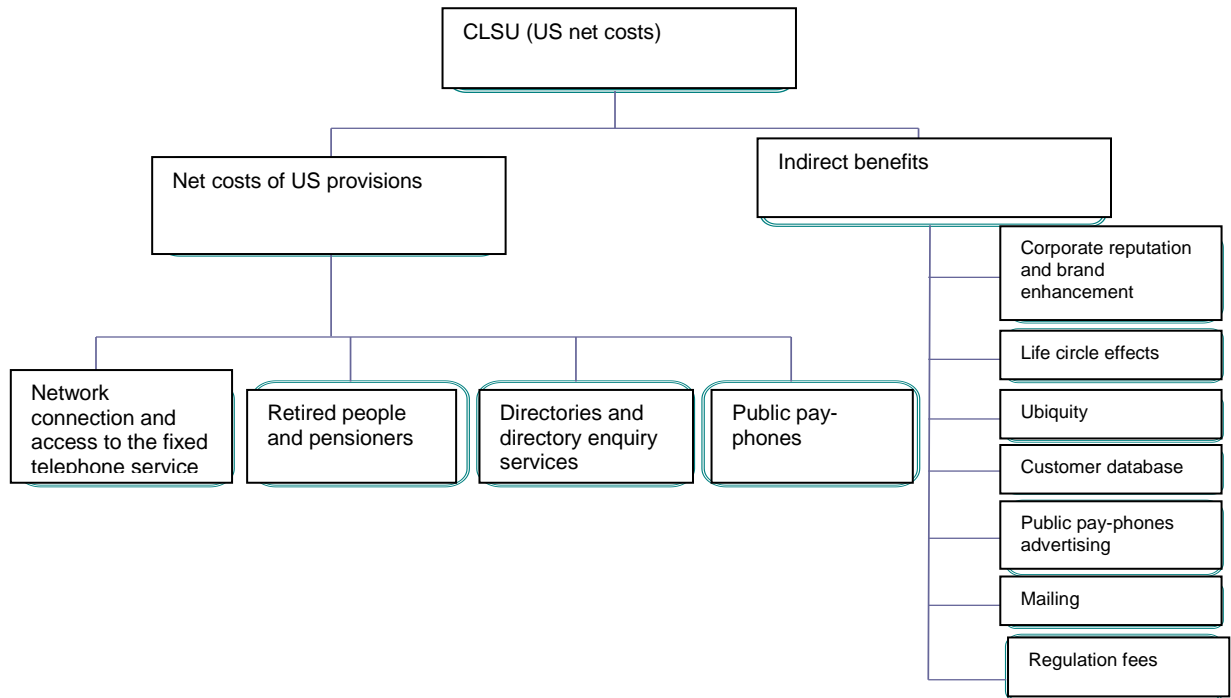 CLSU (US net costs)
Net costs of US provisions
Indirect benefits
Network
connection and
access to the fixed
telephone service
Retired people
and pensioners
Directories and
directory enquiry
services
Public pay-
phones
Corporate reputation
and brand
enhancement
Life circle effects
Ubiquity
Customer database
Public pay-phones
advertising
Mailing
Regulation fees